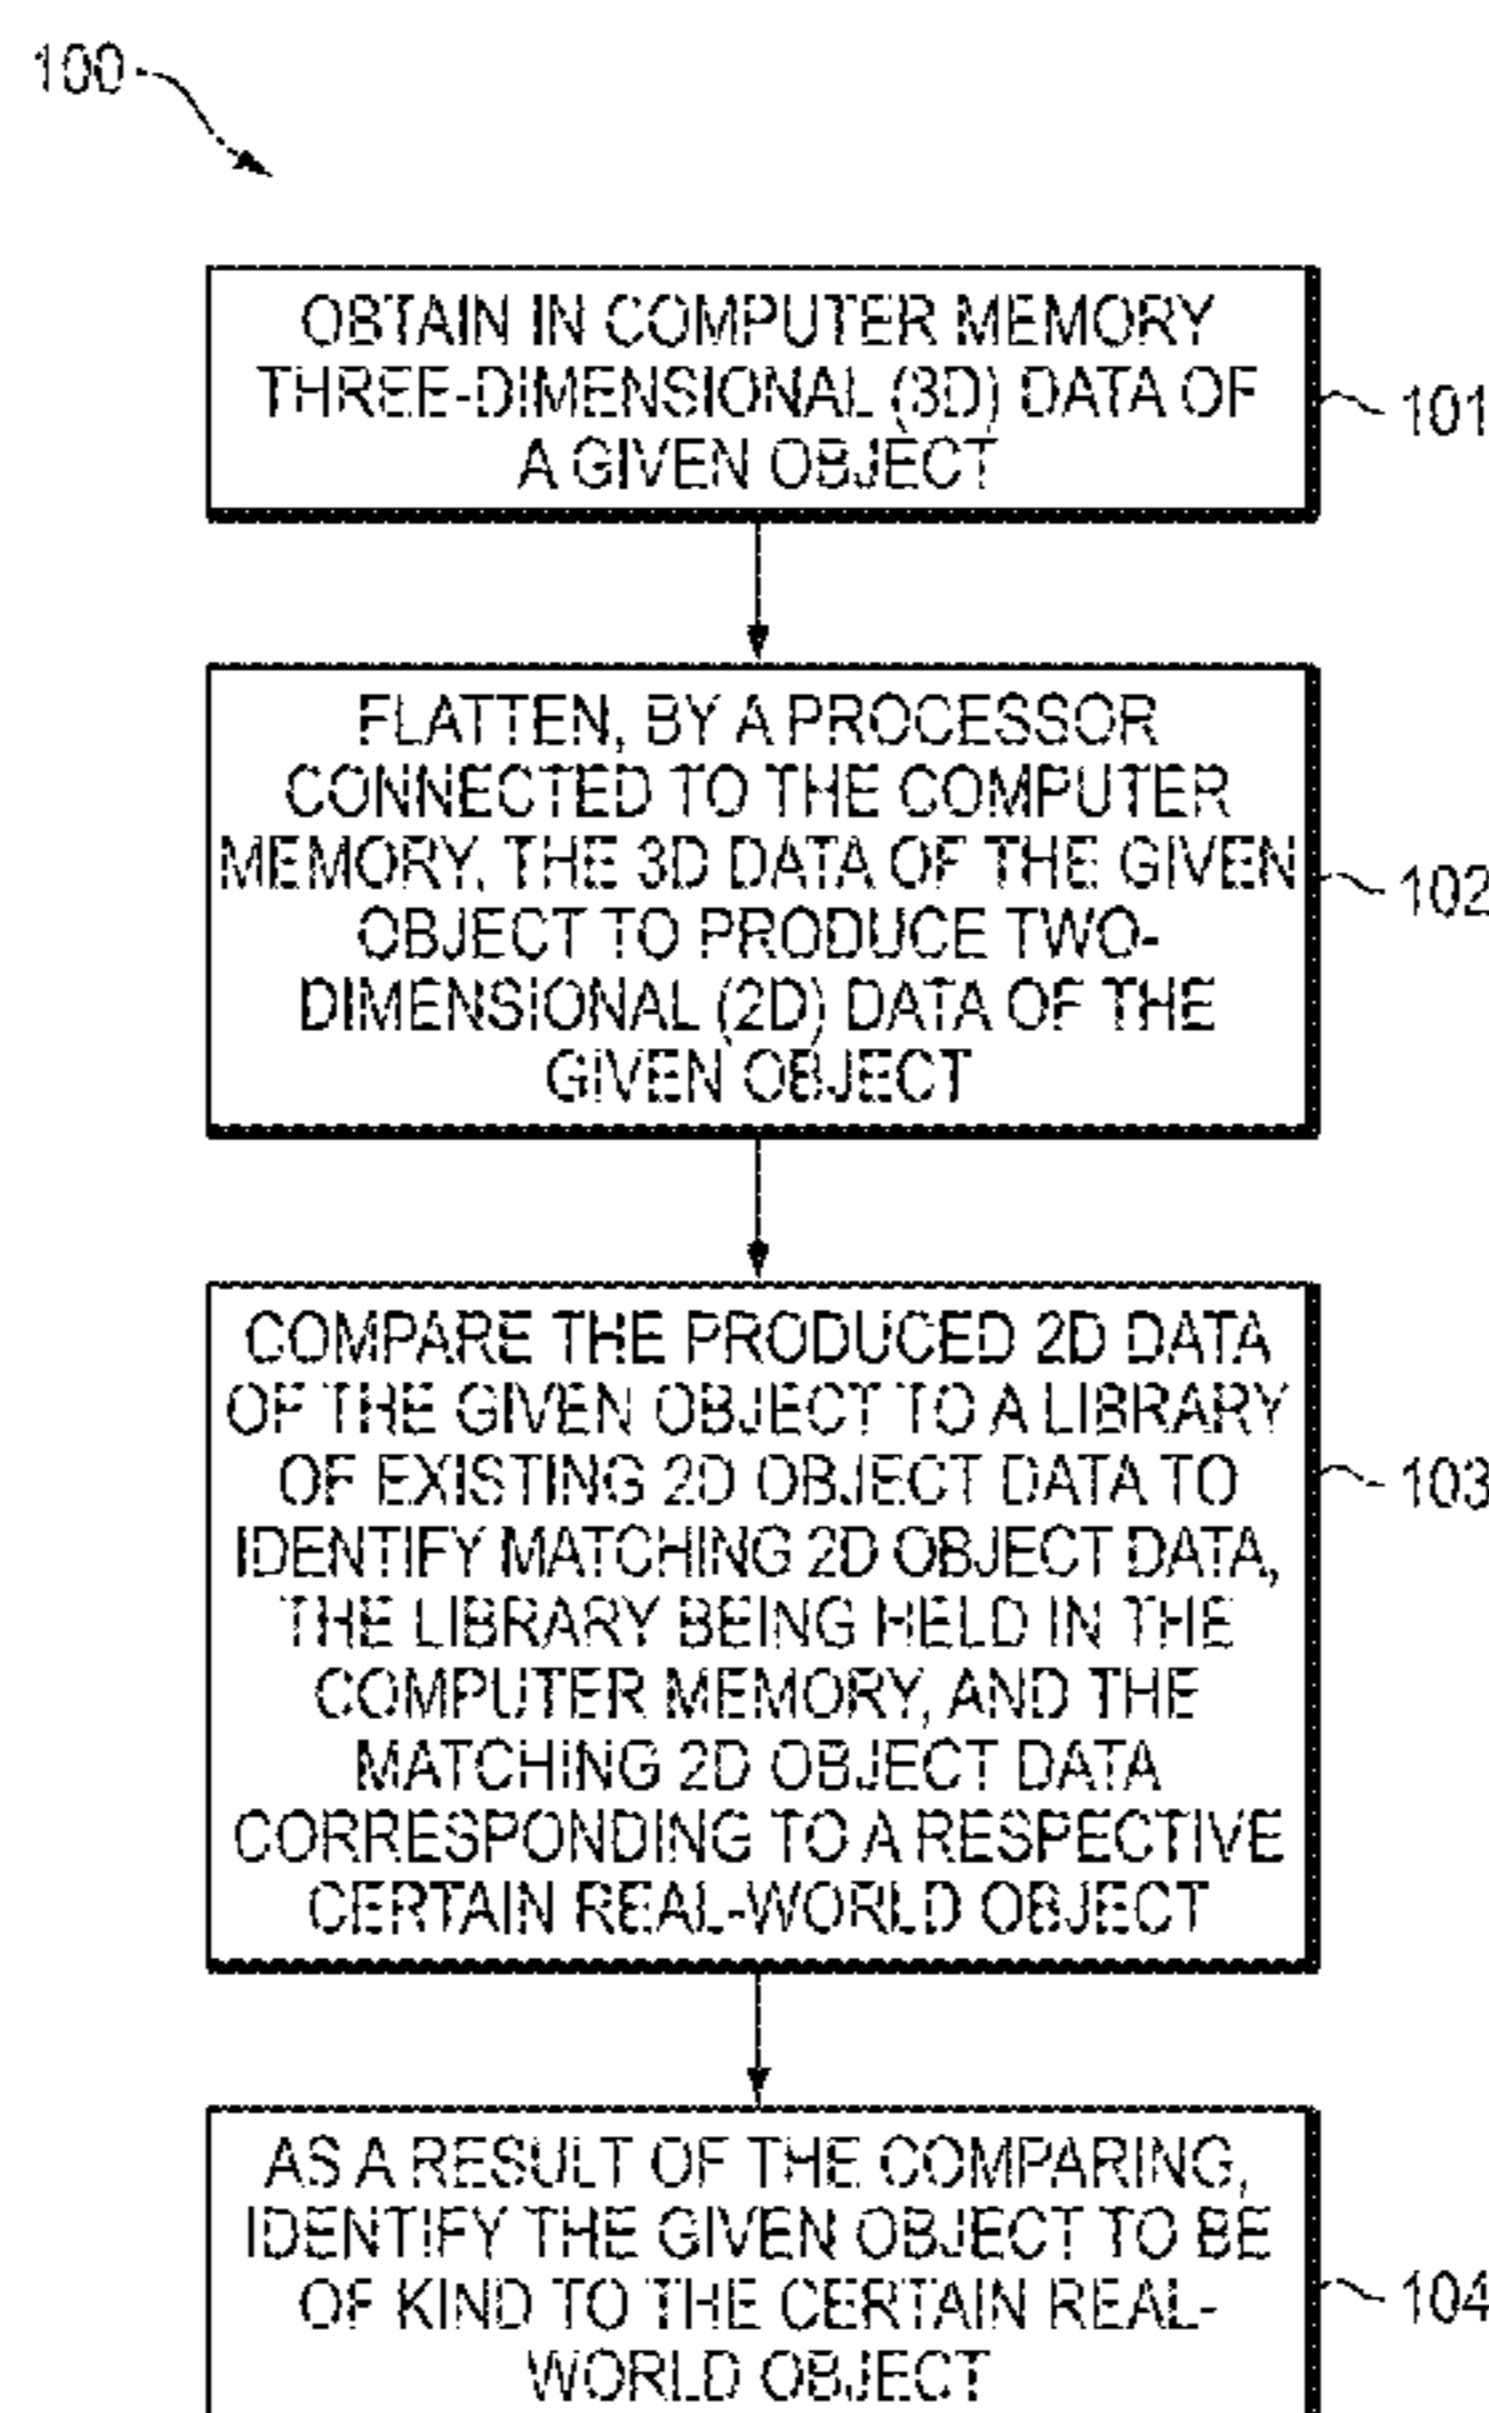 100
OBTAIN IN COMPUTER MEMORY
THREE-DIMENSIONAL (3D) DATA OF
A GIVEN OBJECT
101
FLATTEN, BY A PROCESSOR
CONNECTED TO THE COMPUTER
MEMORY, THE 3D DATA OF THE GIVEN
OBJECT TO PRODUCE TWO-
DIMENSIONAL (2D) DATA OF THE
GIVEN OBJECT
102
COMPARE THE PRODUCED 2D DATA
OF THE GIVEN OBJECT TO A LIBRARY
OF EXISTING 2D OBJECT DATA TO
IDENTIFY MATCHING 2D OBJECT DATA,
THE LIBRARY BEING HELD IN THE
COMPUTER MEMORY, AND THE
MATCHING 2D OBJECT DATA
CORRESPONDING TO A RESPECTIVE
CERTAIN REAL-WORLD OBJECT
103
AS A RESULT OF THE COMPARING,
IDENTIFY THE GIVEN OBJECT TO BE
OF KIND TO THE CERTAIN REAL-
WORLD OBJECT
104